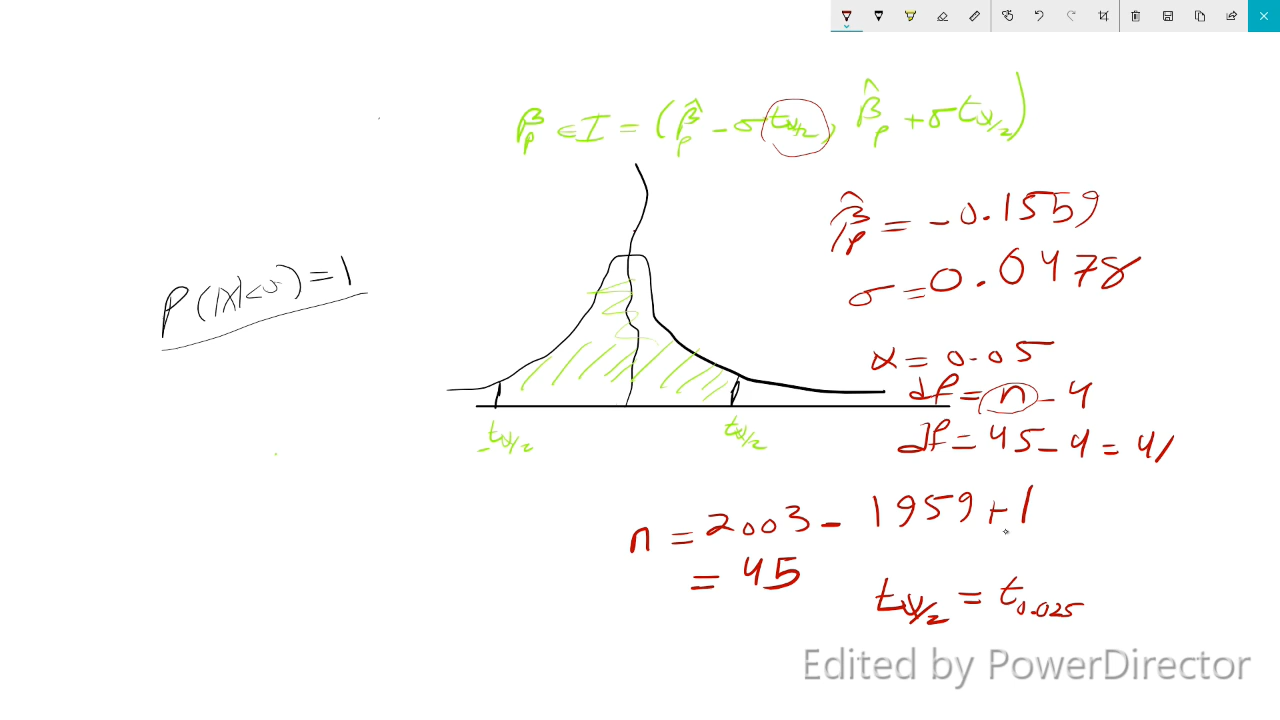 β_p ∈ I = (β̂_p - σ t_α/2, β̂_p + σ t_α/2)
β̂_p = -0.1559
σ = 0.0478
P(|X|<∞) = 1
α = 0.05
df = n - 4
df = 45 - 4 = 41
-t_α/2 t_α/2
n = 2003 - 1959 + 1
= 45
t_α/2 = t_0.025
Edited by PowerDirector